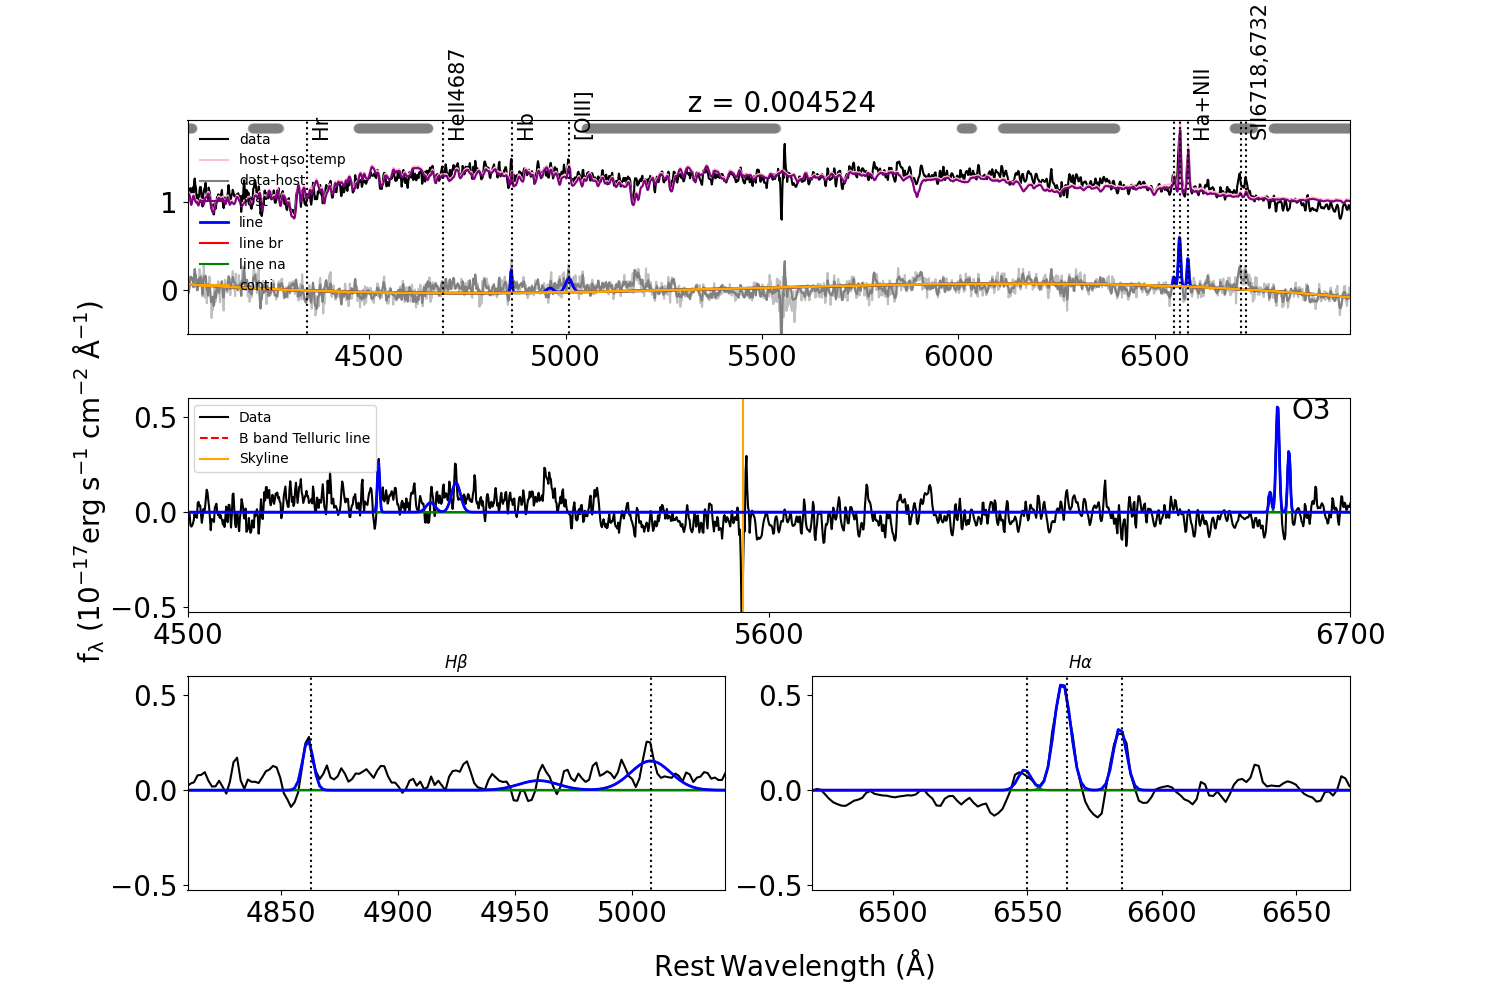 z = 0.004524
Hr
HeII4687
Hb
[OIII]
Ha+NII
SII6718,6732
data
host+qso temp
data-host
host
line
line br
line na
conti
1
0
4500 5000 5500 6000 6500
fλ (10⁻¹⁷erg s⁻¹ cm⁻² Å⁻¹)
Data
B band Telluric line
Skyline
O3
0.5
0.0
−0.5
4500 5600 6700
Hβ
0.5
0.0
−0.5
4850 4900 4950 5000
Hα
0.5
0.0
−0.5
6500 6550 6600 6650
Rest Wavelength (Å)